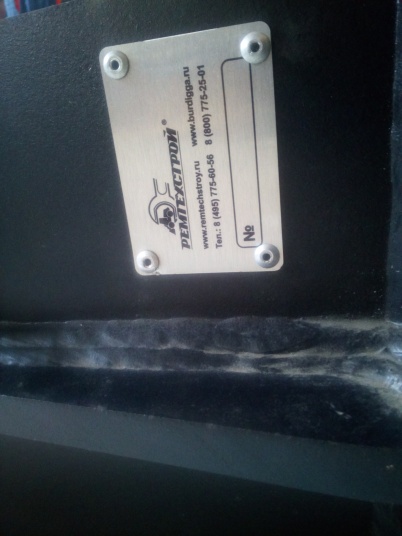 РЕМТЕХСТРОЙ®
www.remtechstroy.ru www.burdigga.ru
Тел.: 8 (495) 775-60-56 8 (800) 775-25-01
№